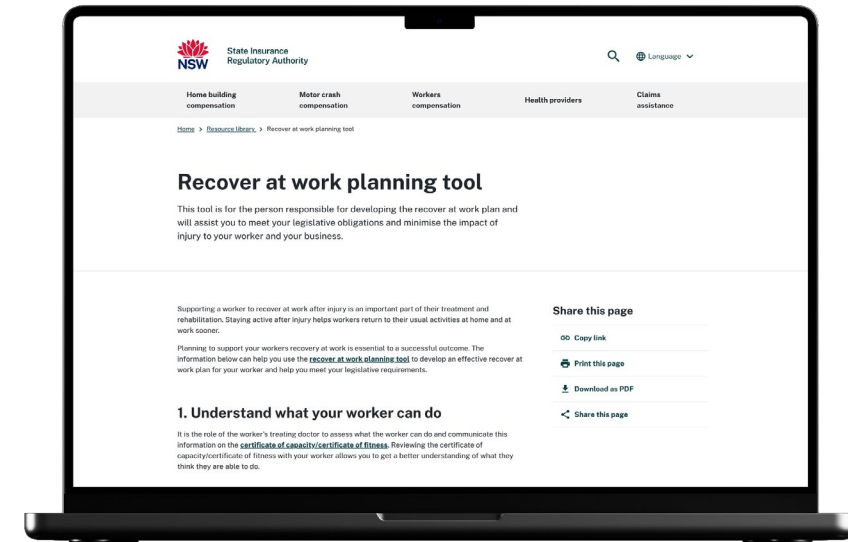 NSW
State Insurance
Regulatory Authority
Language
Home building
compensation
Motor crash
compensation
Workers
compensation
Health providers
Claims
assistance
Home > Resource library > Recover at work planning tool
Recover at work planning tool
This tool is for the person responsible for developing the recover at work plan and
will assist you to meet your legislative obligations and minimise the impact of
injury to your worker and your business.
Supporting a worker to recover at work after injury is an important part of their treatment and
rehabilitation. Staying active after injury helps workers return to their usual activities at home and at
work sooner.
Planning to support your workers recovery at work is essential to a successful outcome. The
information below can help you use the recover at work planning tool to develop an effective recover at
work plan for your worker and help you meet your legislative requirements.
1. Understand what your worker can do
It is the role of the worker's treating doctor to assess what the worker can do and communicate this
information on the certificate of capacity/certificate of fitness. Reviewing the certificate of
capacity/certificate of fitness with your worker allows you to get a better understanding of what they
think they are able to do.
Share this page
Copy link
Print this page
Download as PDF
Share this page